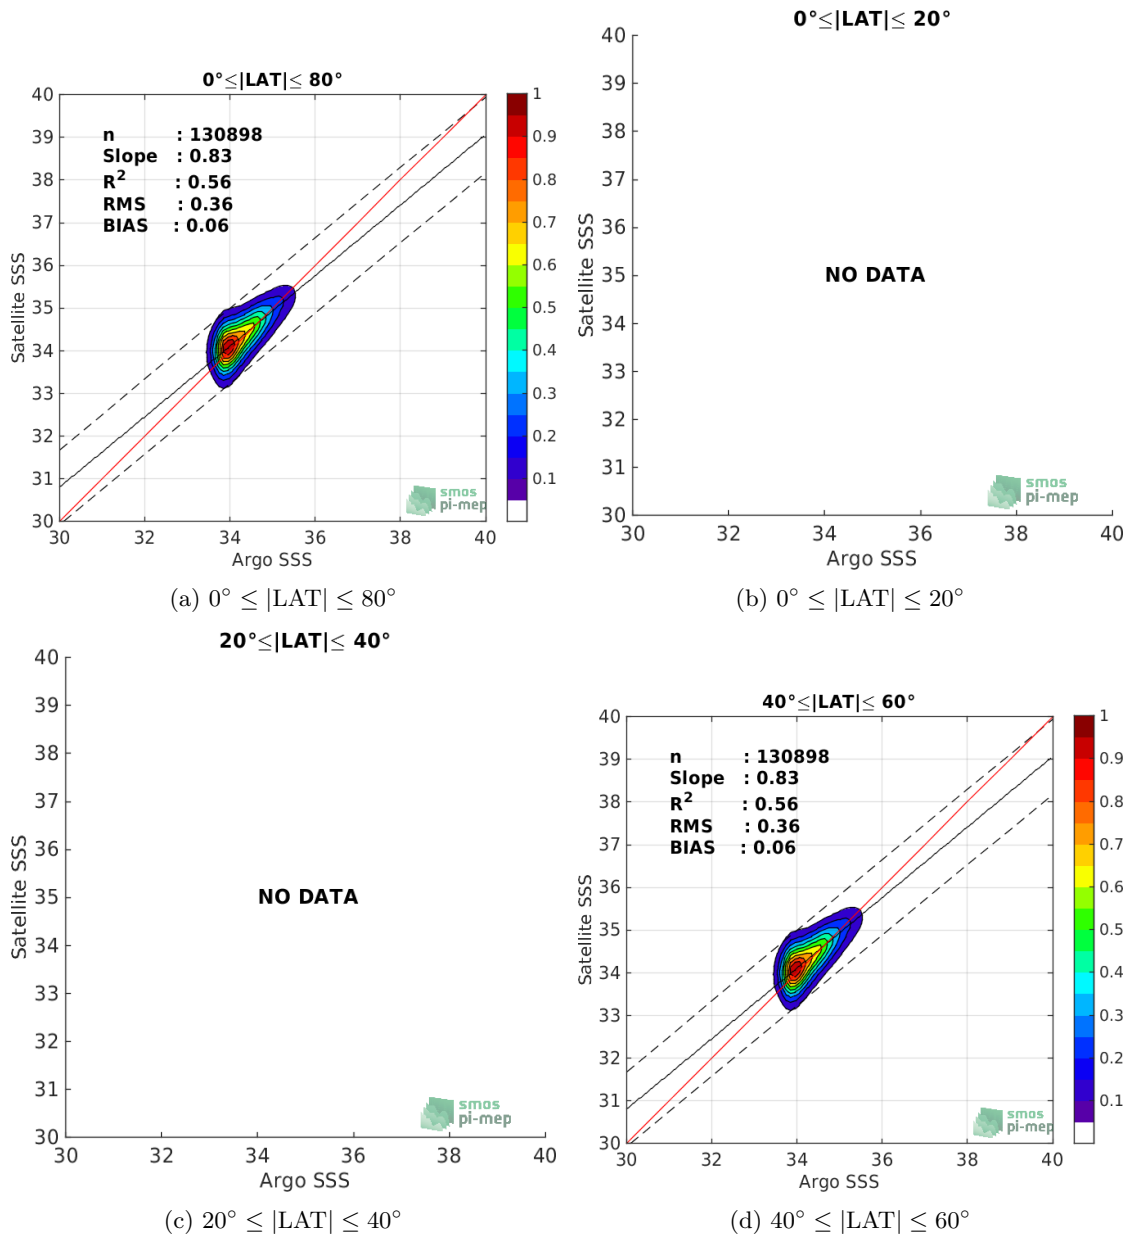 0°≤|LAT|≤ 80°
40
39
38
37
36
35
34
33
32
31
30
Satellite SSS
n : 130898
Slope : 0.83
R2 : 0.56
RMS : 0.36
BIAS : 0.06
smos
pi-mep
30 32 34 36 38 40
Argo SSS
1
0.9
0.8
0.7
0.6
0.5
0.4
0.3
0.2
0.1
(a) 0° ≤ |LAT| ≤ 80°
0°≤|LAT|≤ 20°
40
39
38
37
36
35
34
33
32
31
30
Satellite SSS
NO DATA
smos
pi-mep
30 32 34 36 38 40
Argo SSS
(b) 0° ≤ |LAT| ≤ 20°
20°≤|LAT|≤ 40°
40
39
38
37
36
35
34
33
32
31
30
Satellite SSS
NO DATA
smos
pi-mep
30 32 34 36 38 40
Argo SSS
(c) 20° ≤ |LAT| ≤ 40°
40°≤|LAT|≤ 60°
40
39
38
37
36
35
34
33
32
31
30
Satellite SSS
n : 130898
Slope : 0.83
R2 : 0.56
RMS : 0.36
BIAS : 0.06
smos
pi-mep
30 32 34 36 38 40
Argo SSS
1
0.9
0.8
0.7
0.6
0.5
0.4
0.3
0.2
0.1
(d) 40° ≤ |LAT| ≤ 60°